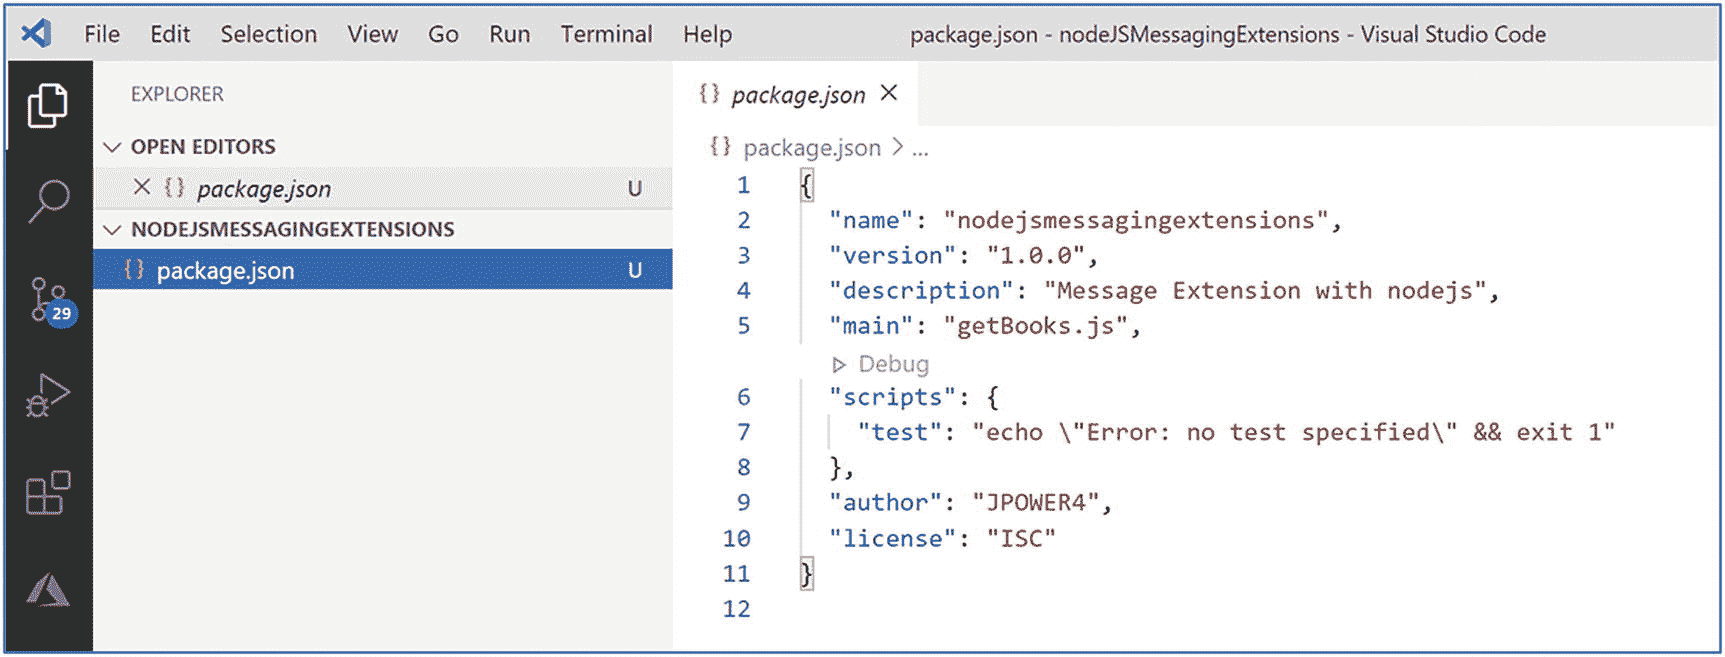 File Edit Selection View Go Run Terminal Help package.json - nodeJSMessagingExtensions - Visual Studio Code
EXPLORER
OPEN EDITORS
{} package.json U
NODEJSMESSAGINGEXTENSIONS
{} package.json U
29
{} package.json
{} package.json > ...
1 {
2 "name": "nodejsmessagingextensions",
3 "version": "1.0.0",
4 "description": "Message Extension with nodejs",
5 "main": "getBooks.js",
Debug
6 "scripts": {
7 "test": "echo \"Error: no test specified\" && exit 1"
8 },
9 "author": "JPOWER4",
10 "license": "ISC"
11 }
12